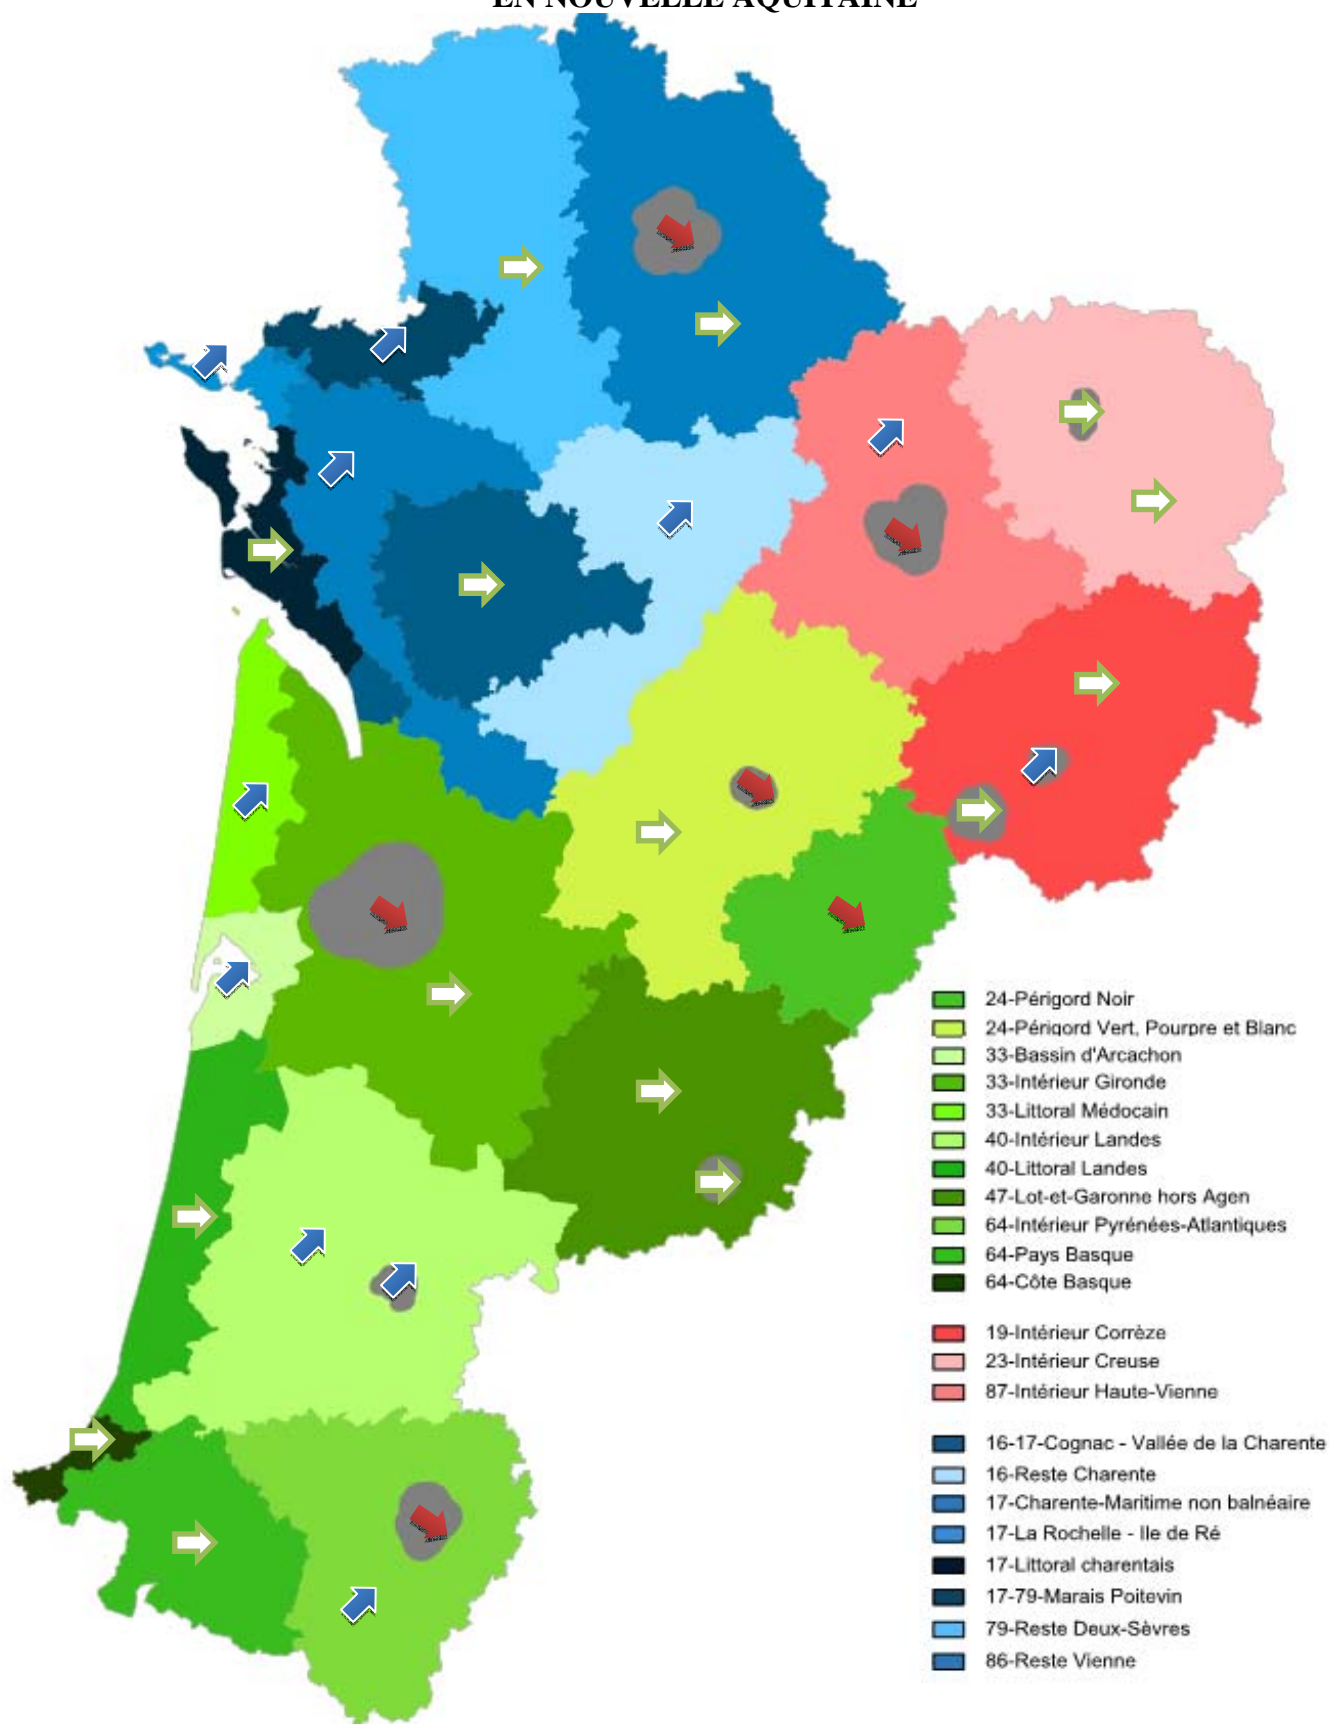 EN NOUVELLE AQUITAINE
24-Périgord Noir
24-Périgord Vert, Pourpre et Blanc
33-Bassin d'Arcachon
33-Intérieur Gironde
33-Littoral Médocain
40-Intérieur Landes
40-Littoral Landes
47-Lot-et-Garonne hors Agen
64-Intérieur Pyrénées-Atlantiques
64-Pays Basque
64-Côte Basque
19-Intérieur Corrèze
23-Intérieur Creuse
87-Intérieur Haute-Vienne
16-17-Cognac - Vallée de la Charente
16-Reste Charente
17-Charente-Maritime non balnéaire
17-La Rochelle - Ile de Ré
17-Littoral charentais
17-79-Marais Poitevin
79-Reste Deux-Sèvres
86-Reste Vienne